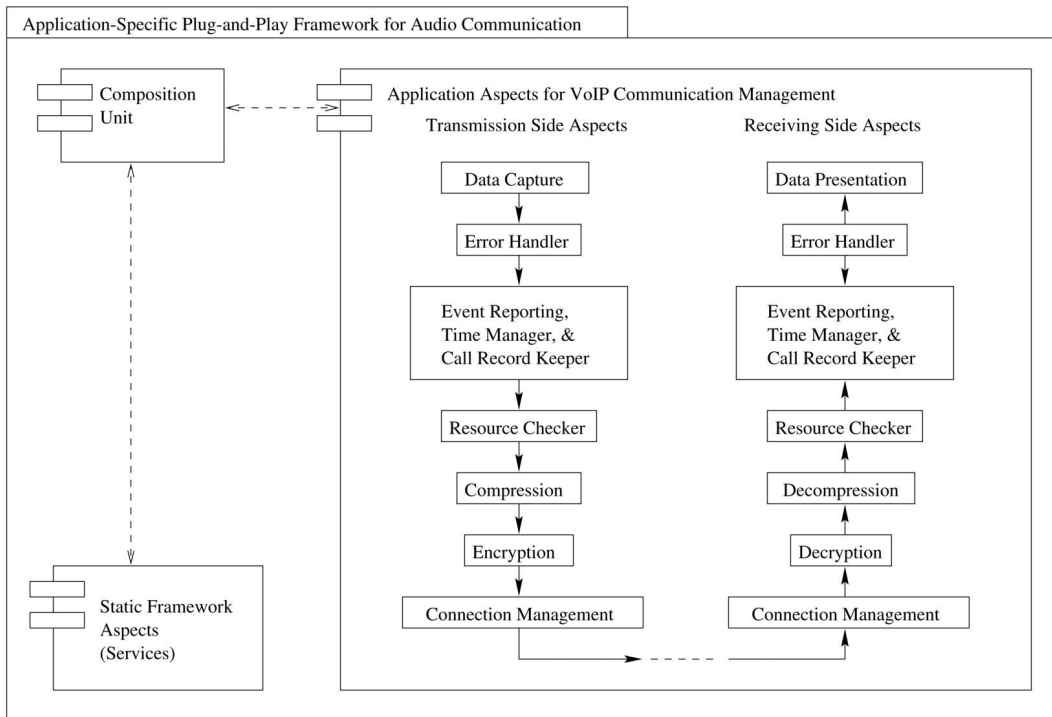 Application-Specific Plug-and-Play Framework for Audio Communication
Composition
Unit
Application Aspects for VoIP Communication Management
Transmission Side Aspects
Data Capture
Error Handler
Event Reporting,
Time Manager, &
Call Record Keeper
Resource Checker
Compression
Encryption
Connection Management
Receiving Side Aspects
Data Presentation
Error Handler
Event Reporting,
Time Manager, &
Call Record Keeper
Resource Checker
Decompression
Decryption
Connection Management
Static Framework
Aspects
(Services)